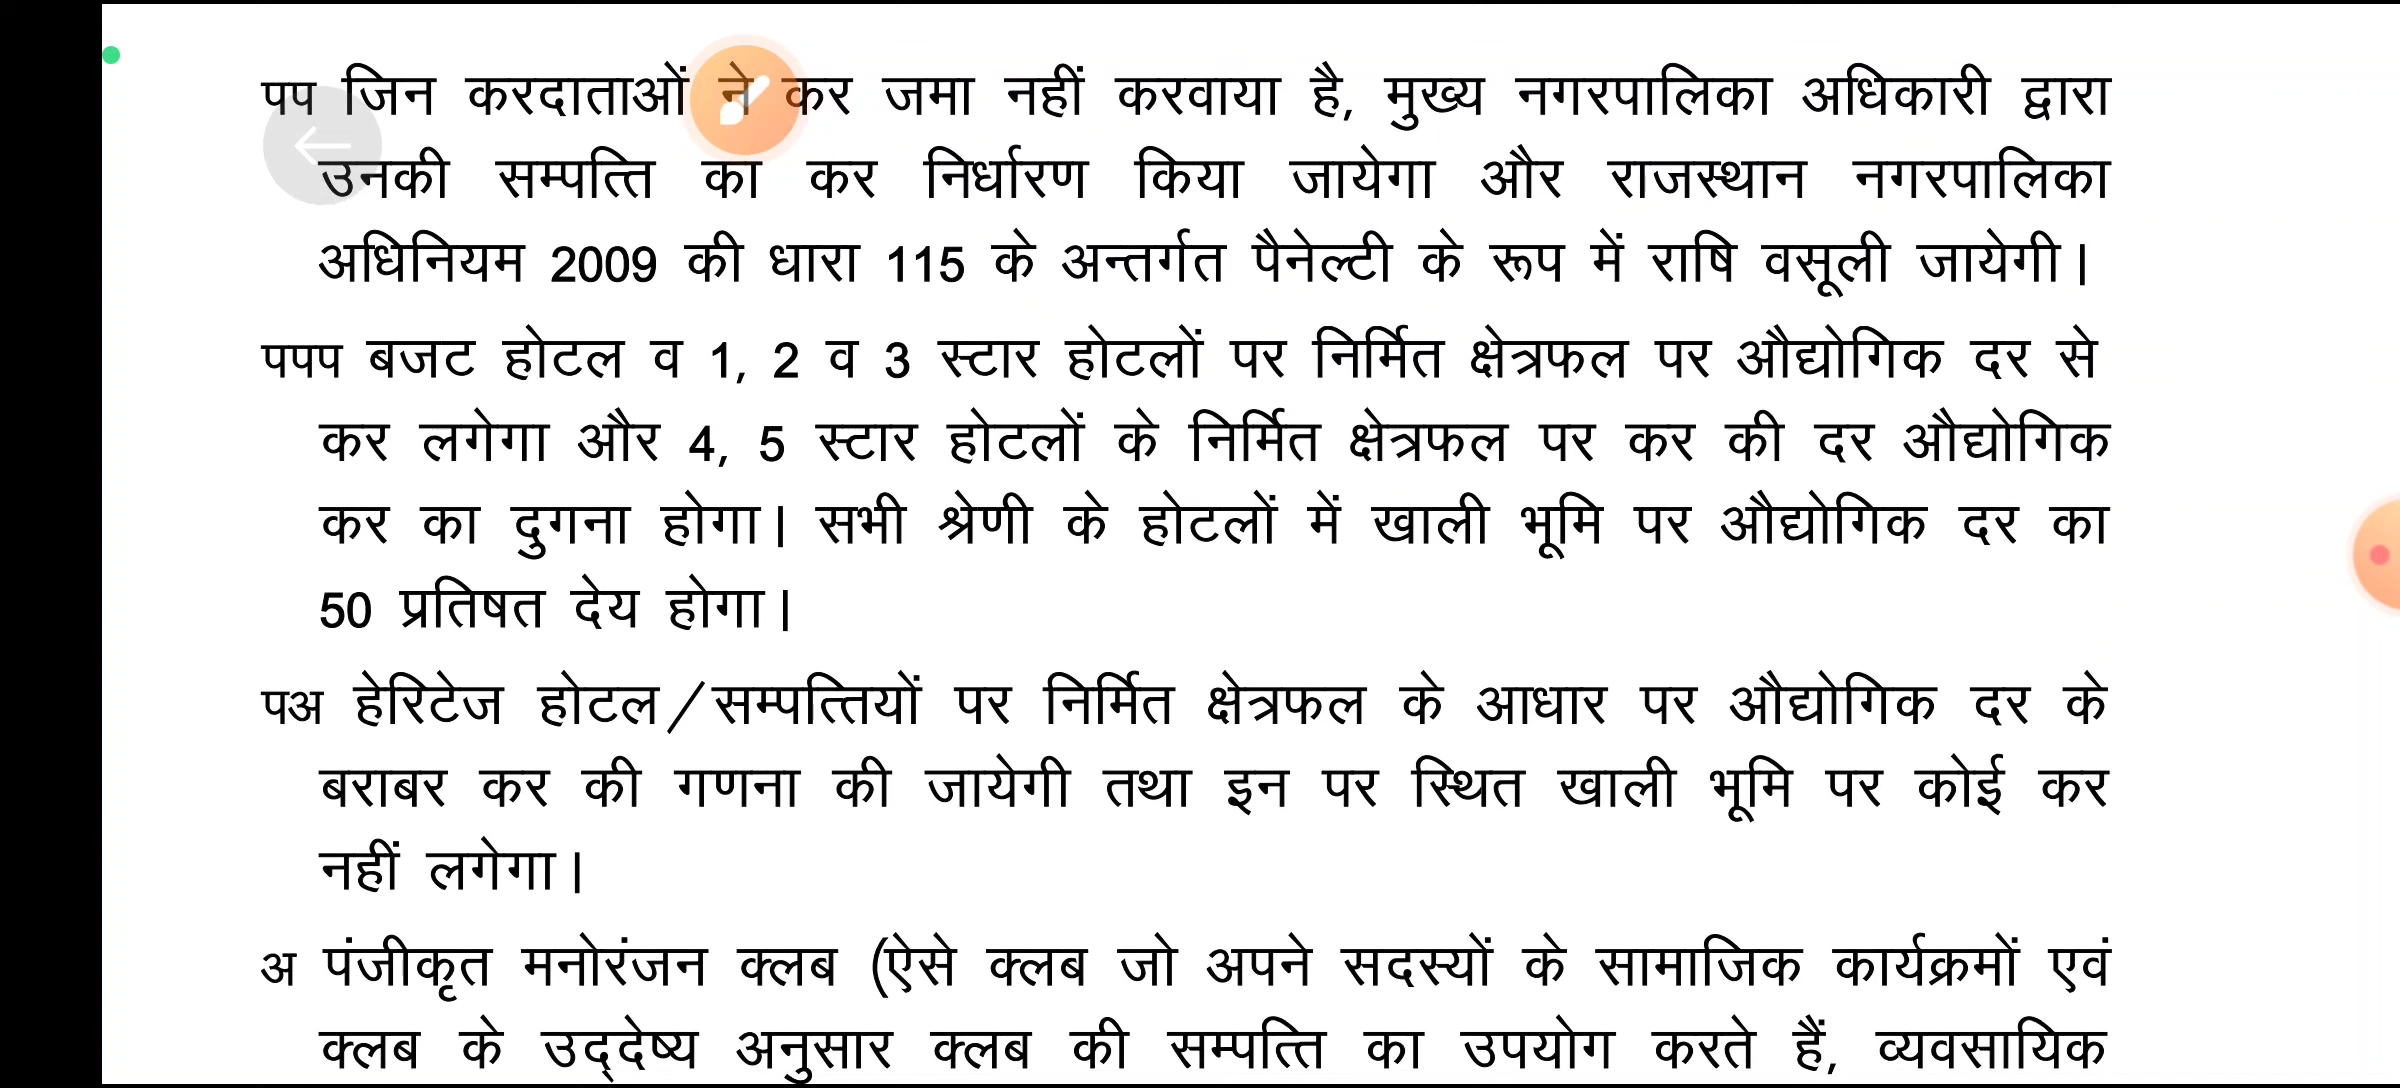 पप जिन करदाताओं ने कर जमा नहीं करवाया है, मुख्य नगरपालिका अधिकारी द्वारा
उनकी सम्पत्ति का कर निर्धारण किया जायेगा और राजस्थान नगरपालिका
अधिनियम 2009 की धारा 115 के अन्तर्गत पैनेल्टी के रूप में राषि वसूली जायेगी।
पपप बजट होटल व 1, 2 व 3 स्टार होटलों पर निर्मित क्षेत्रफल पर औद्योगिक दर से
कर लगेगा और 4, 5 स्टार होटलों के निर्मित क्षेत्रफल पर कर की दर औद्योगिक
कर का दुगना होगा। सभी श्रेणी के होटलों में खाली भूमि पर औद्योगिक दर का
50 प्रतिषत देय होगा।
पअ हेरिटेज होटल/सम्पत्तियों पर निर्मित क्षेत्रफल के आधार पर औद्योगिक दर के
बराबर कर की गणना की जायेगी तथा इन पर स्थित खाली भूमि पर कोई कर
नहीं लगेगा।
अ पंजीकृत मनोरंजन क्लब (ऐसे क्लब जो अपने सदस्यों के सामाजिक कार्यक्रमों एवं
क्लब के उद्देष्य अनुसार क्लब की सम्पत्ति का उपयोग करते हैं, व्यवसायिक